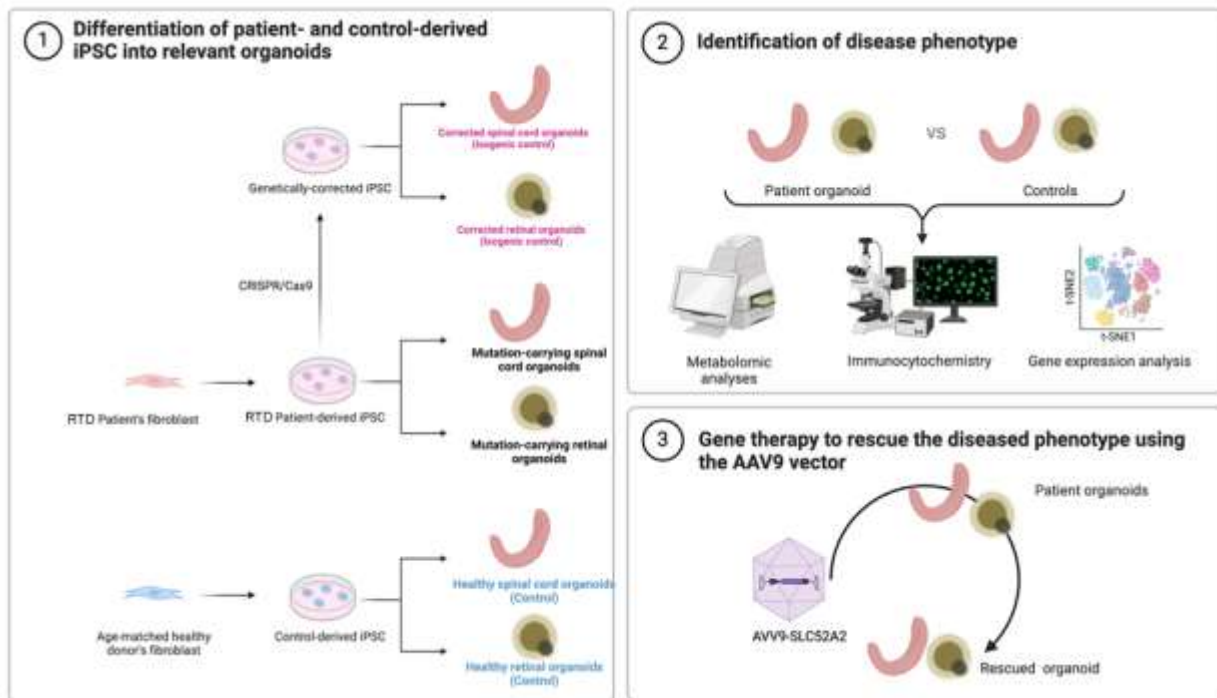 1
Differentiation of patient- and control-derived
iPSC into relevant organoids
Corrected spinal cord organoids
(Isogenic control)
Genetically-corrected iPSC
Corrected retinal organoids
(Isogenic control)
CRISPR/Cas9
Mutation-carrying spinal
cord organoids
RTD Patient's fibroblast
RTD Patient-derived iPSC
Mutation-carrying retinal
organoids
Healthy spinal cord organoids
(Control)
Age-matched healthy
donor's fibroblast
Control-derived iPSC
Healthy retinal organoids
(Control)
2
Identification of disease phenotype
VS
Patient organoid
Controls
t-SNE2
t-SNE1
Metabolomic
analyses
Immunocytochemistry
Gene expression analysis
3
Gene therapy to rescue the diseased phenotype using
the AAV9 vector
Patient organoids
AVV9-SLC52A2
Rescued organoid